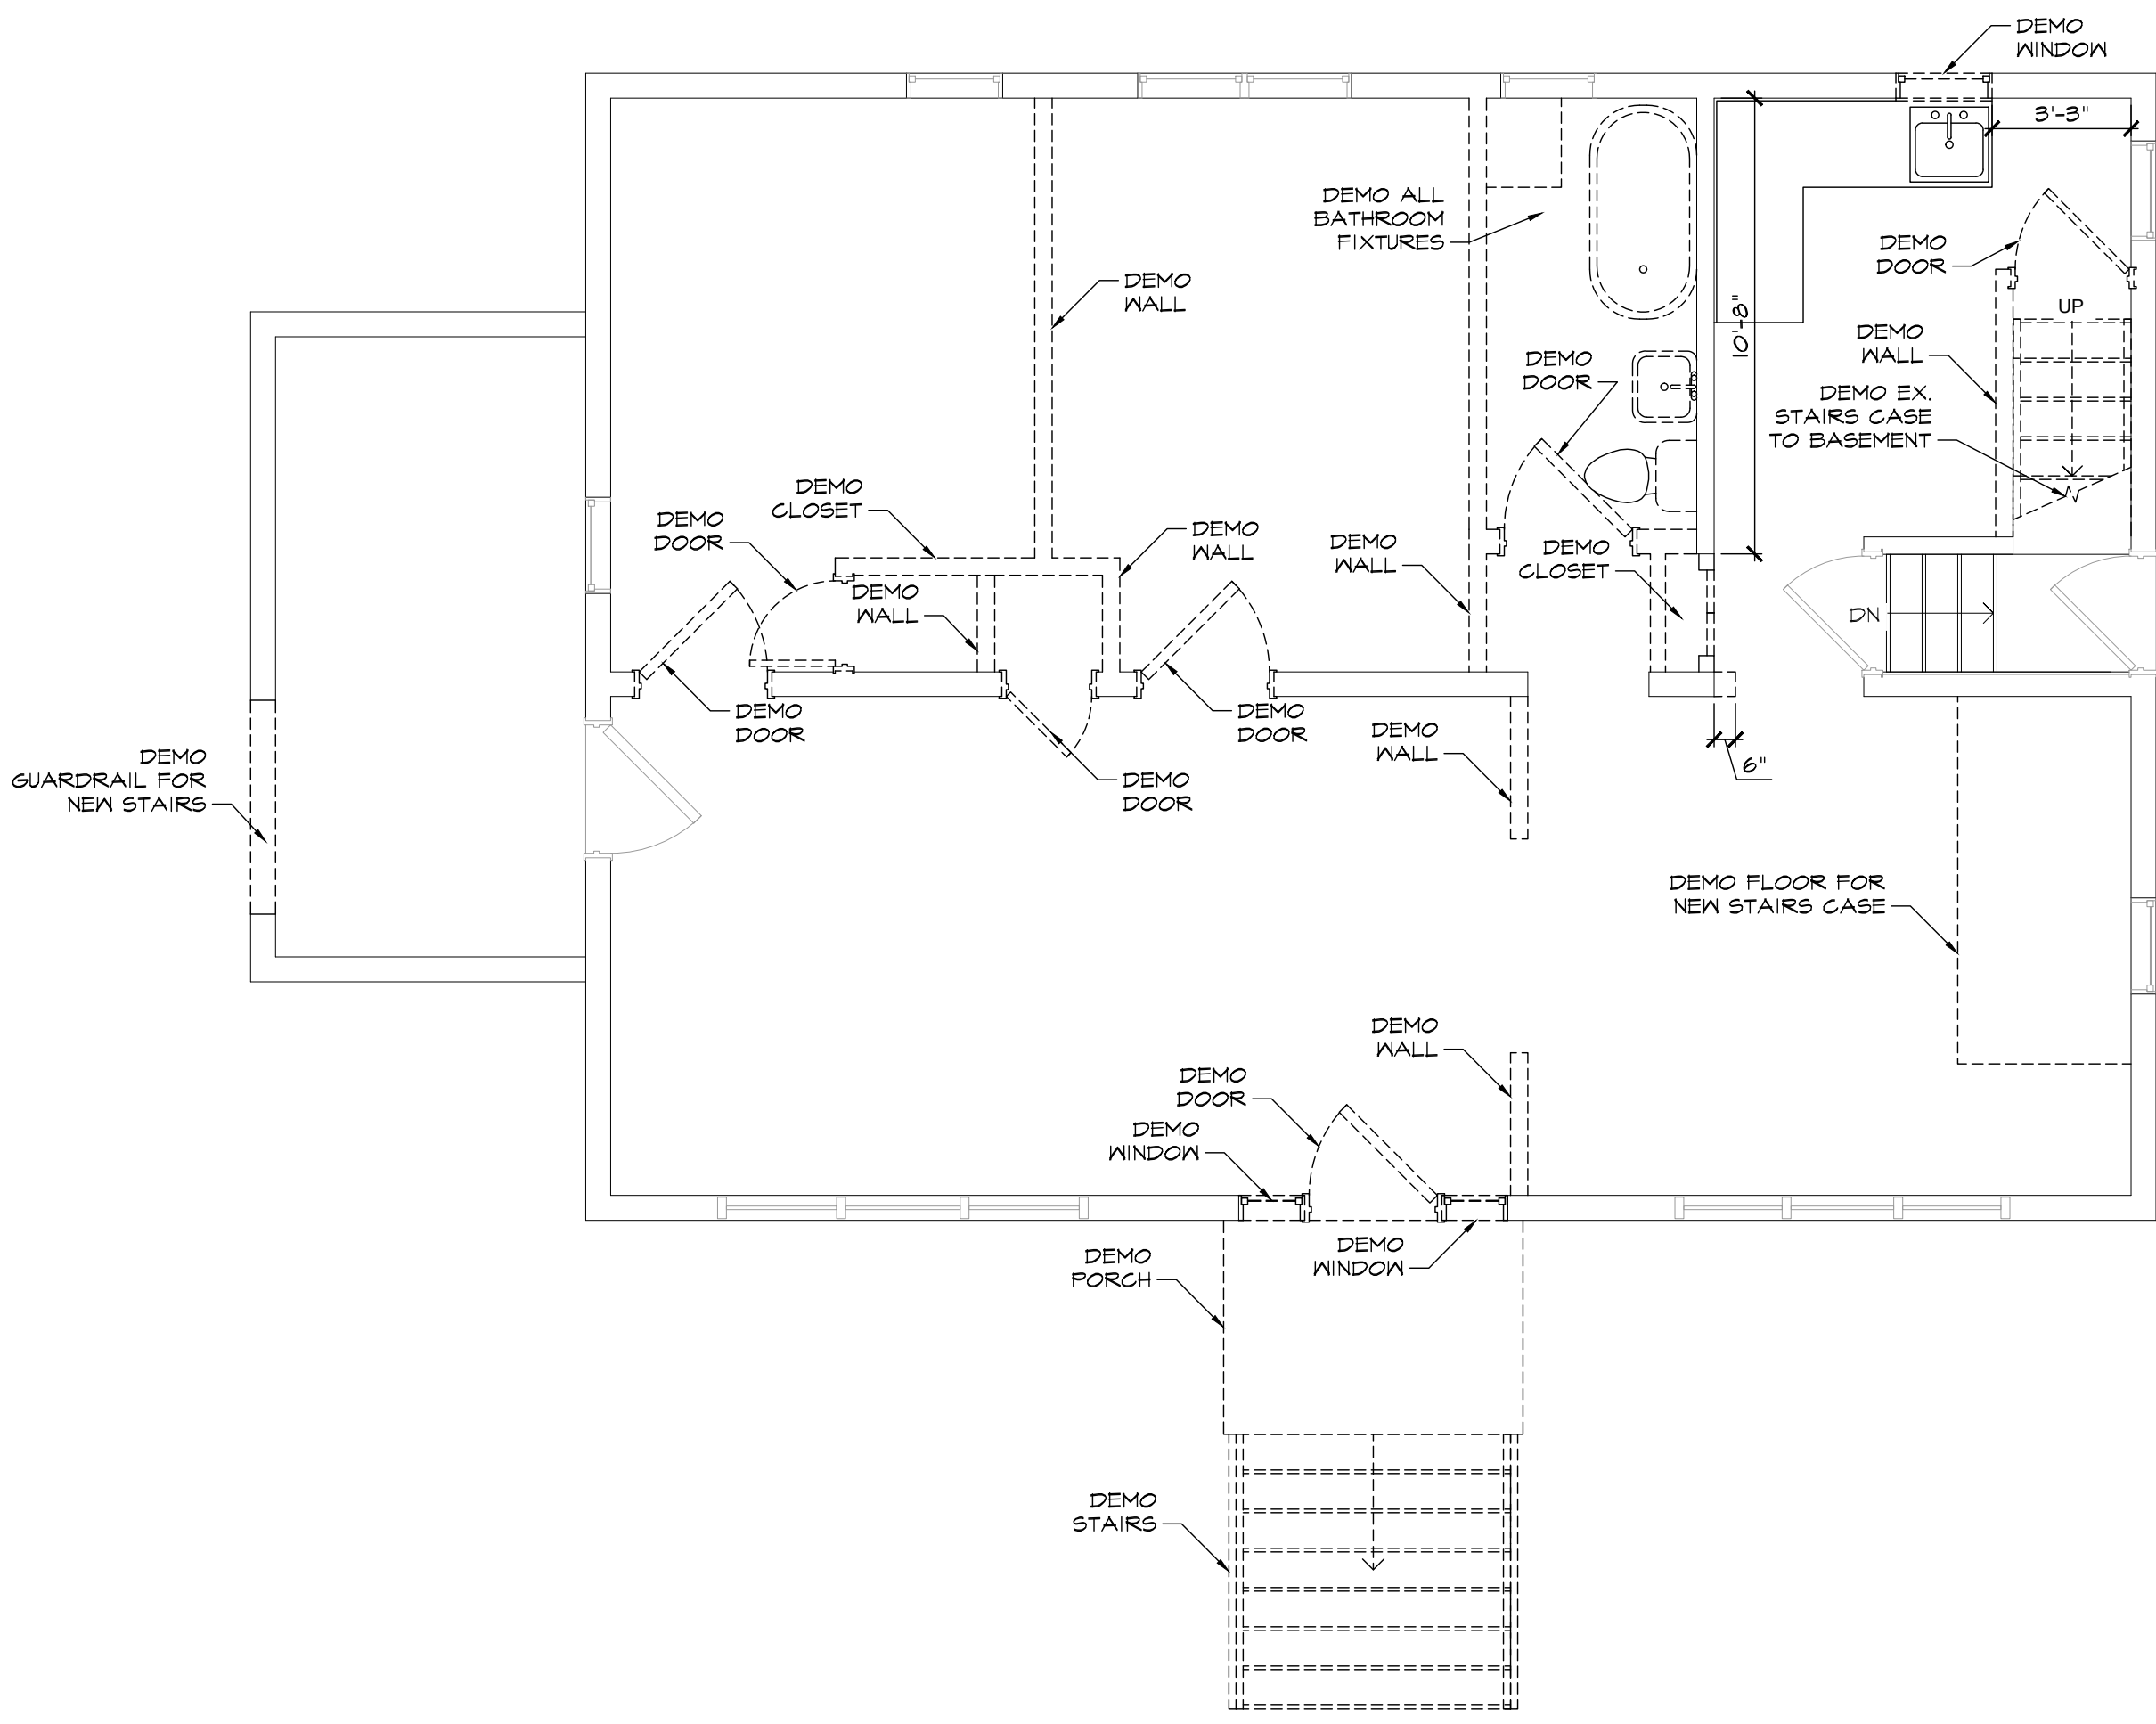 DEMO
WINDOW
3'-3"
DEMO ALL
BATHROOM
FIXTURES
DEMO
DOOR
DEMO
WALL
UP
10'-8"
DEMO
WALL
DEMO
DOOR
DEMO EX.
STAIRS CASE
TO BASEMENT
DEMO
CLOSET
DEMO
DOOR
DEMO
WALL
DEMO
WALL
DEMO
CLOSET
DEMO
WALL
DN
DEMO
DOOR
DEMO
DOOR
DEMO
WALL
DEMO
GUARDRAIL FOR
NEW STAIRS
6"
DEMO
DOOR
DEMO FLOOR FOR
NEW STAIRS CASE
DEMO
WALL
DEMO
DOOR
DEMO
WINDOW
DEMO
PORCH
DEMO
WINDOW
DEMO
STAIRS